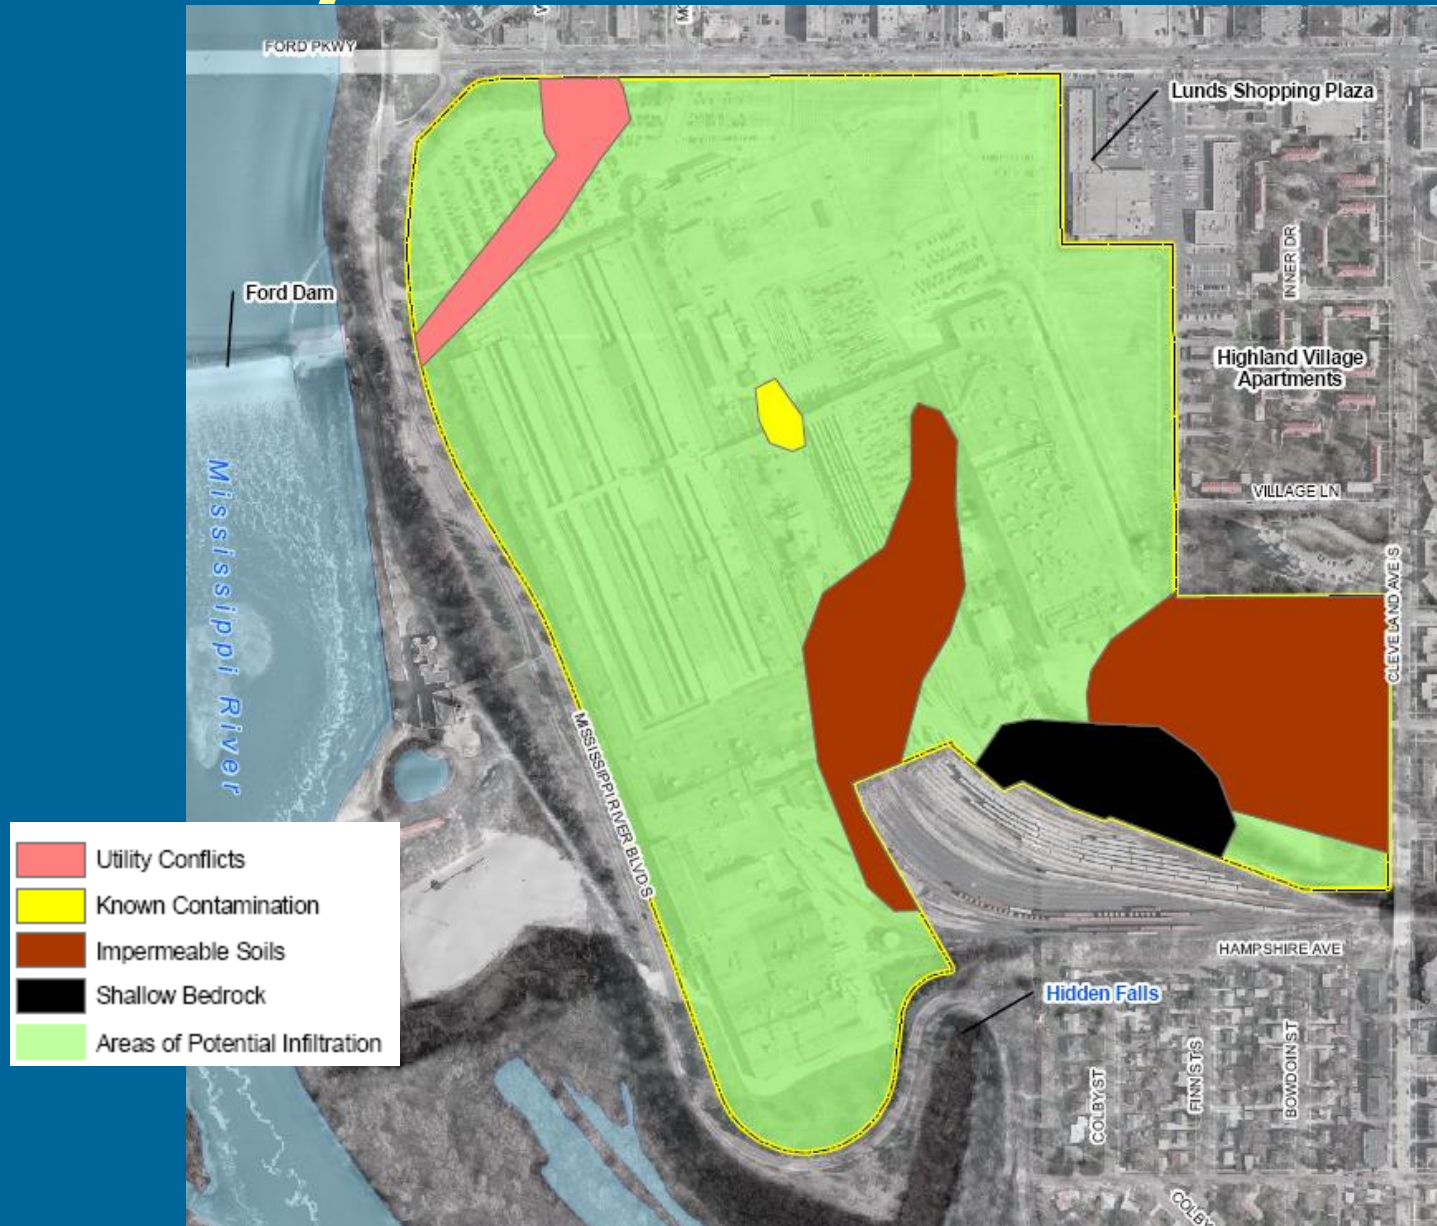 FORD PKWY
Lunds Shopping Plaza
INNER DR
Ford Dam
Highland Village
Apartments
VILLAGE LN
Mississippi River
CLEVELAND AVE S
MISSISSIPPI RIVER BLVD S
Utility Conflicts
Known Contamination
Impermeable Soils
Shallow Bedrock
Areas of Potential Infiltration
HAMPSHIRE AVE
Hidden Falls
COLBY ST
FINN ST S
BOWDOIN ST
COLBY